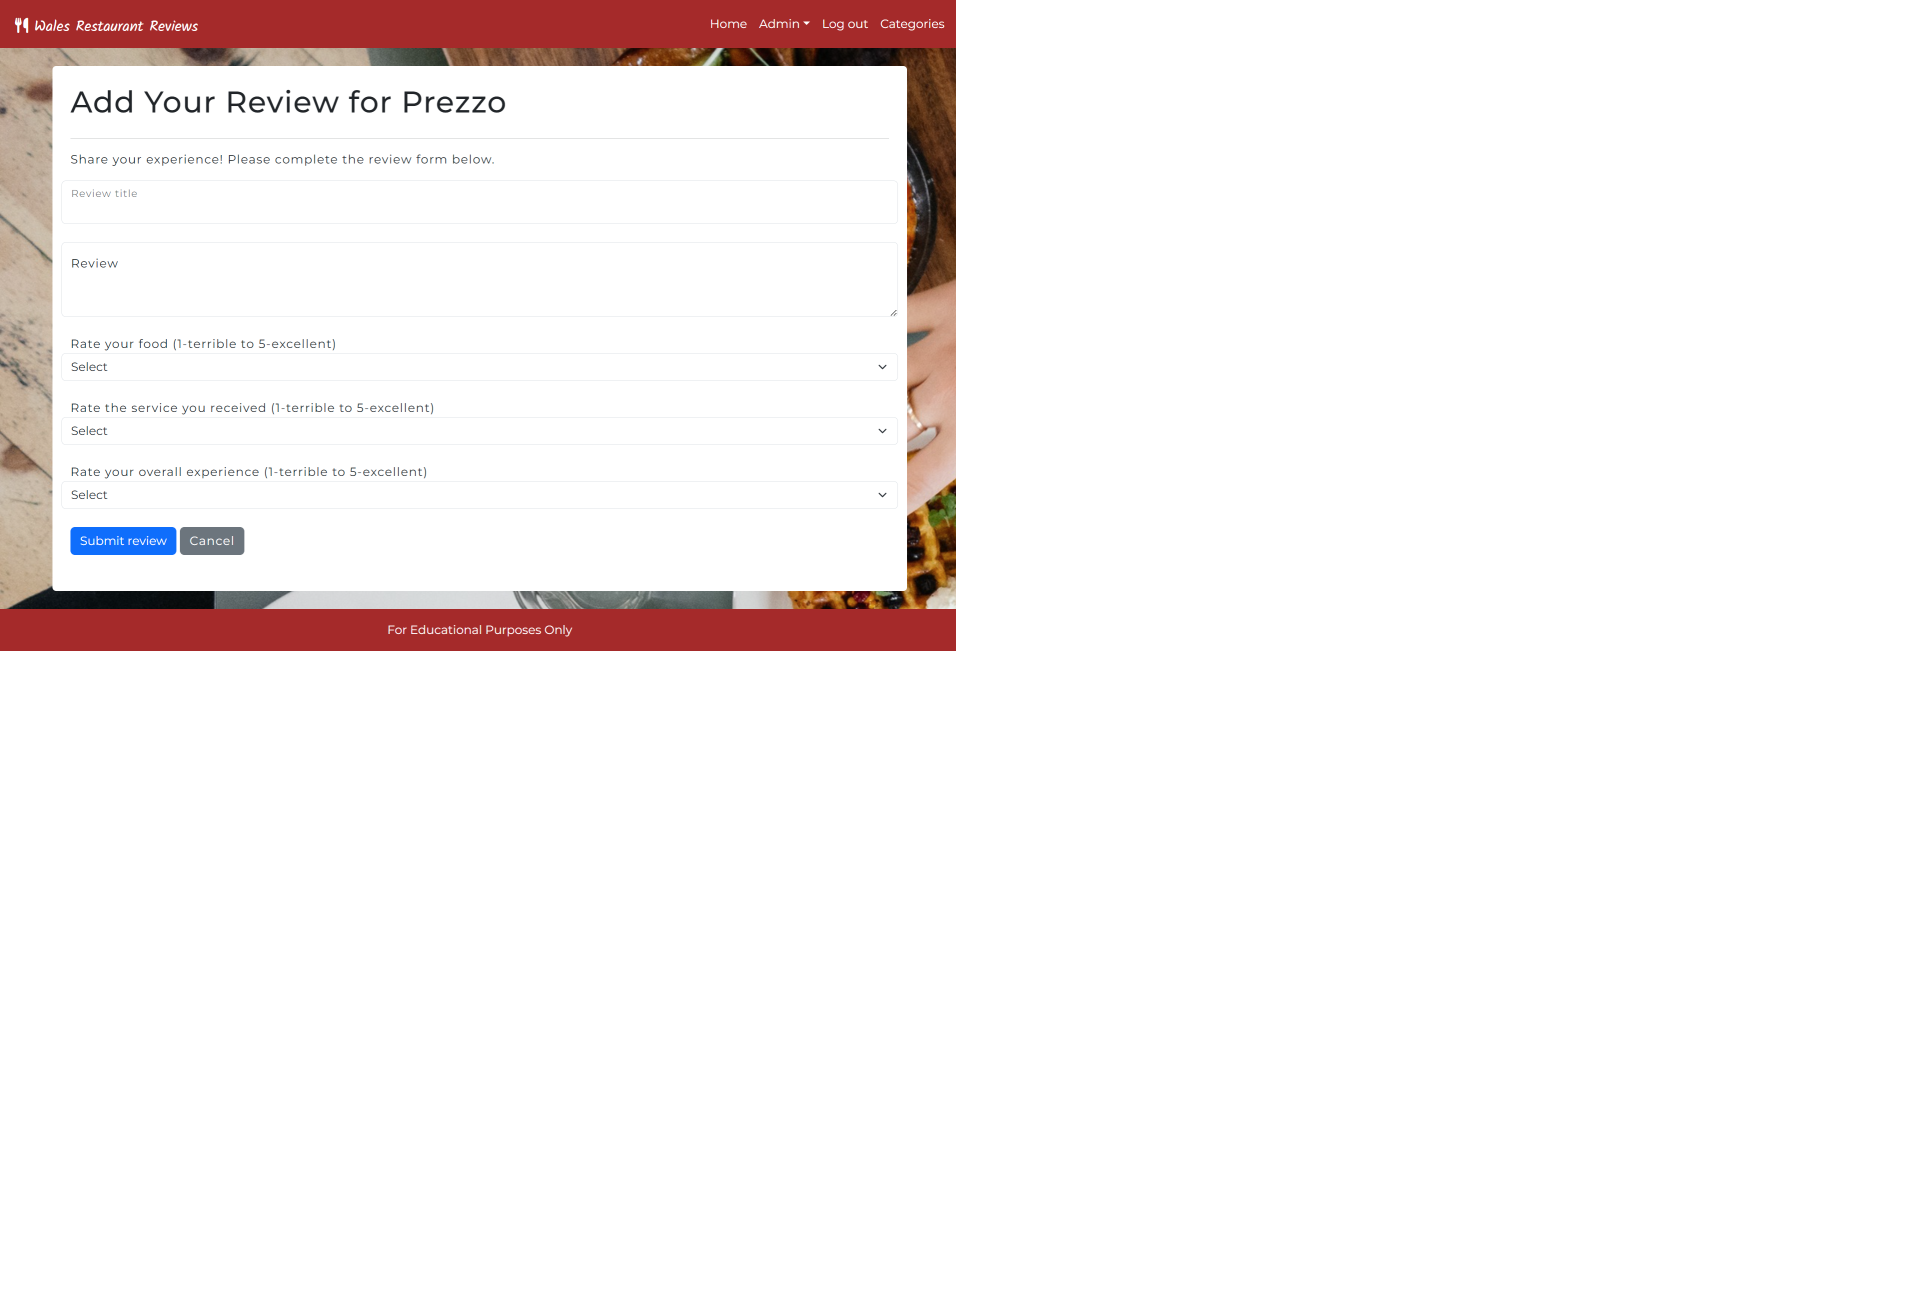 Wales Restaurant Reviews
Home Admin Log out Categories
Add Your Review for Prezzo
Share your experience! Please complete the review form below.
Review title
Review
Rate your food (1-terrible to 5-excellent)
Select
Rate the service you received (1-terrible to 5-excellent)
Select
Rate your overall experience (1-terrible to 5-excellent)
Select
Submit review Cancel
For Educational Purposes Only